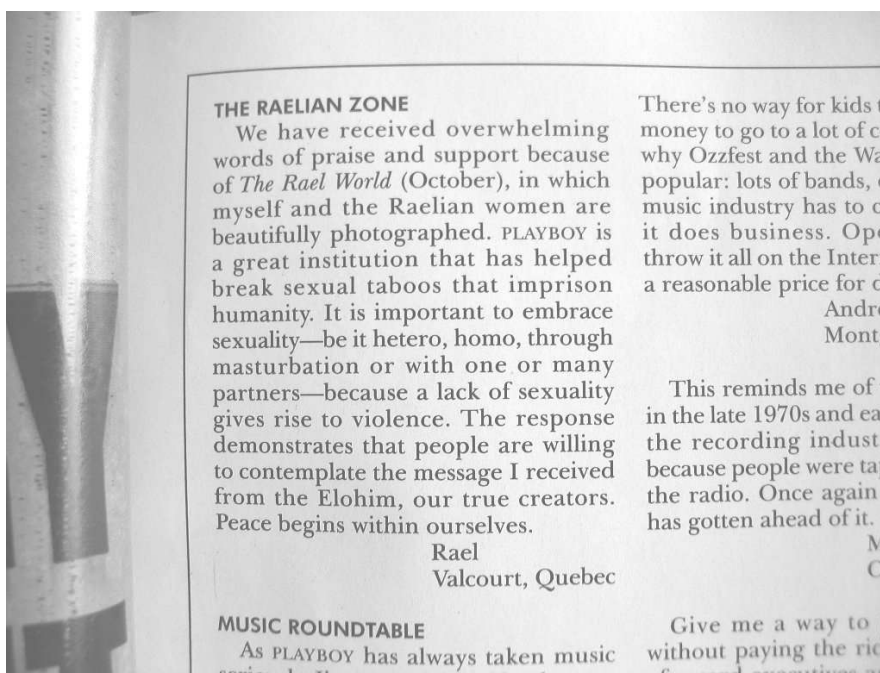 THE RAELIAN ZONE
We have received overwhelming
words of praise and support because
of The Rael World (October), in which
myself and the Raelian women are
beautifully photographed. PLAYBOY is
a great institution that has helped
break sexual taboos that imprison
humanity. It is important to embrace
sexuality—be it hetero, homo, through
masturbation or with one or many
partners—because a lack of sexuality
gives rise to violence. The response
demonstrates that people are willing
to contemplate the message I received
from the Elohim, our true creators.
Peace begins within ourselves.
Rael
Valcourt, Quebec
MUSIC ROUNDTABLE
As PLAYBOY has always taken music
There's no way for kids
money to go to a lot of
why Ozzfest and the
popular: lots of bands,
music industry has to
it does business.
throw it all on the
a reasonable price for
This reminds me of
in the late 1970s and
the recording
because people were
the radio. Once again
has gotten ahead of it.
Give me a way to
without paying the